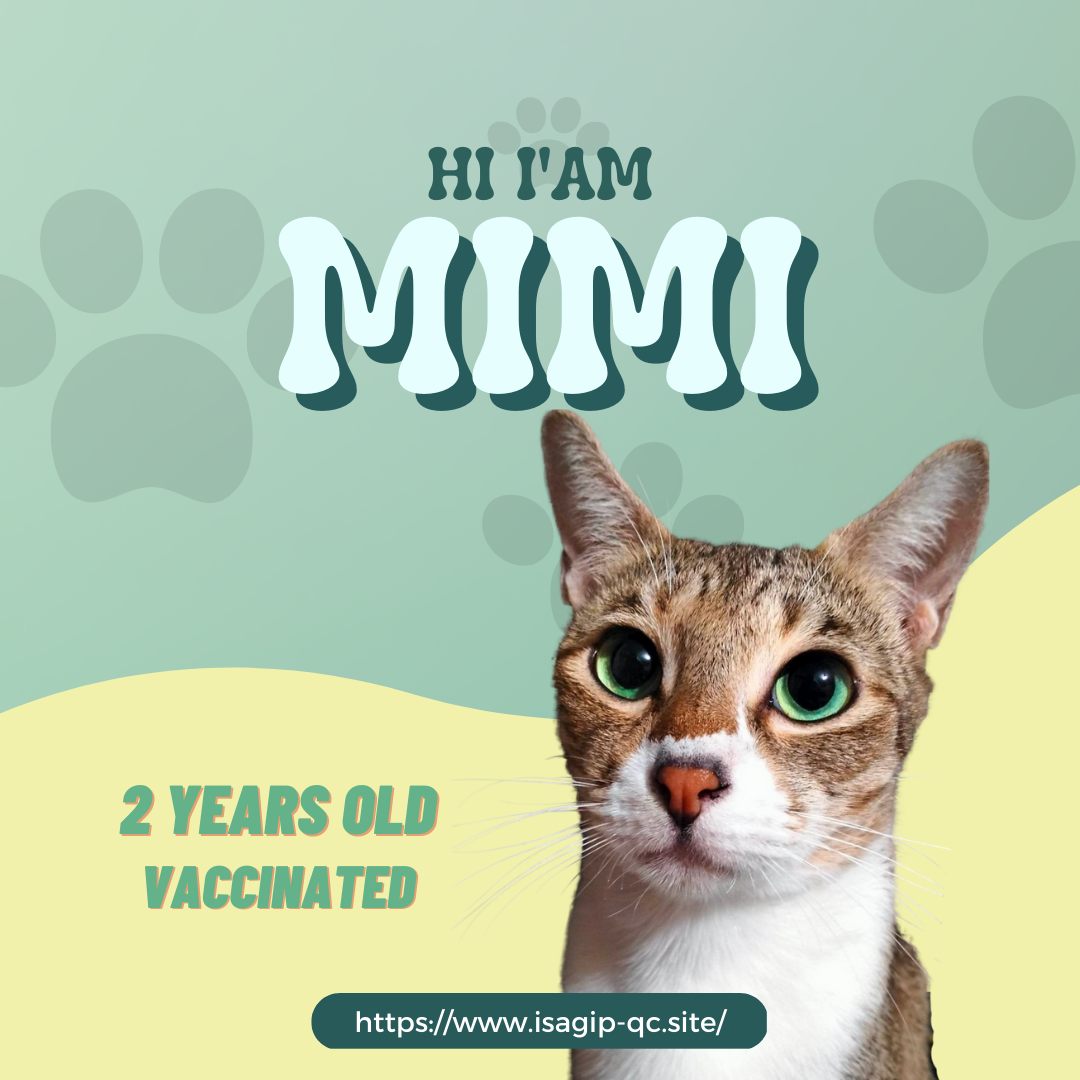 HI I'AM
MIMI
2 YEARS OLD
VACCINATED
https://www.isagip-qc.site/